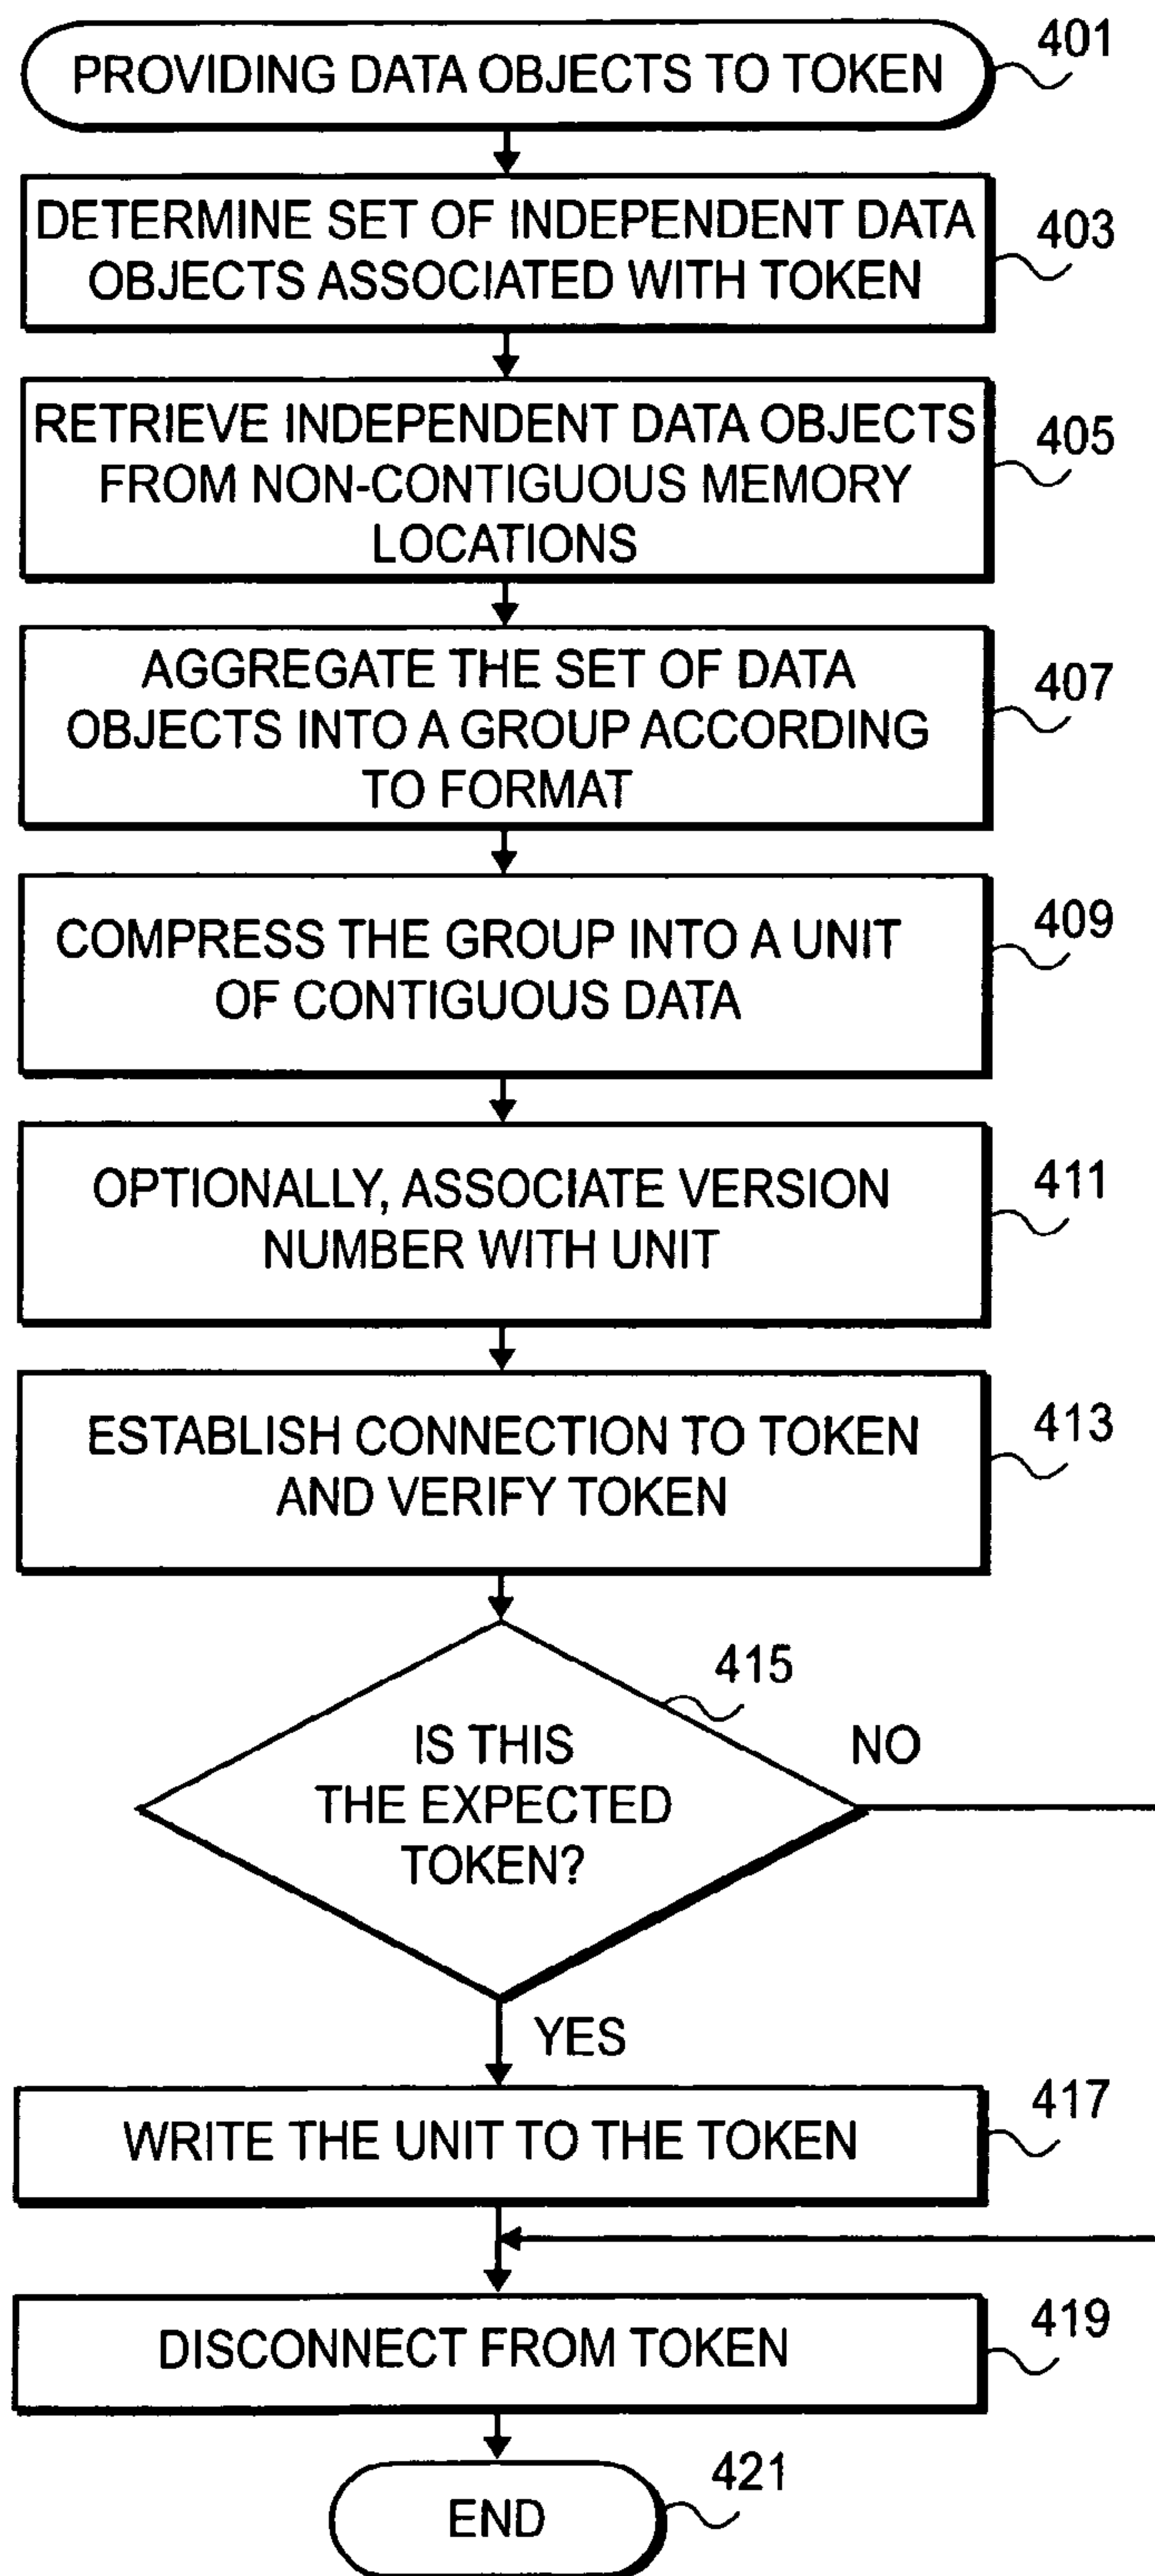 PROVIDING DATA OBJECTS TO TOKEN
401
DETERMINE SET OF INDEPENDENT DATA
OBJECTS ASSOCIATED WITH TOKEN
403
RETRIEVE INDEPENDENT DATA OBJECTS
FROM NON-CONTIGUOUS MEMORY
LOCATIONS
405
AGGREGATE THE SET OF DATA
OBJECTS INTO A GROUP ACCORDING
TO FORMAT
407
COMPRESS THE GROUP INTO A UNIT
OF CONTIGUOUS DATA
409
OPTIONALLY, ASSOCIATE VERSION
NUMBER WITH UNIT
411
ESTABLISH CONNECTION TO TOKEN
AND VERIFY TOKEN
413
IS THIS
THE EXPECTED
TOKEN?
415
NO
YES
WRITE THE UNIT TO THE TOKEN
417
DISCONNECT FROM TOKEN
419
END
421